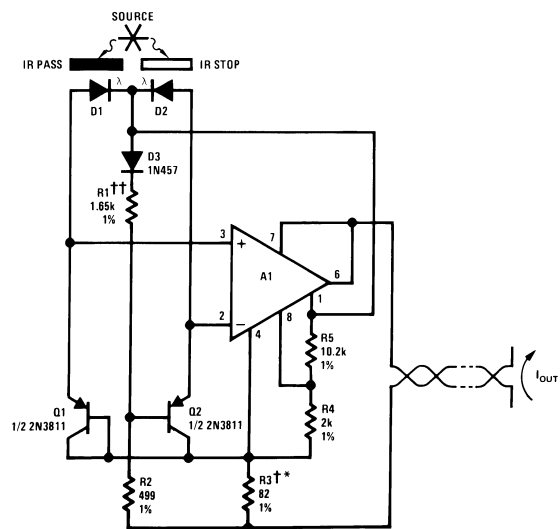 SOURCE
IR PASS
IR STOP
λ
λ
D1
D2
D3
1N457
R1††
1.65k
1%
3
+
7
A1
6
1
2
−
4
8
R5
10.2k
1%
IOUT
Q1
1/2 2N3811
Q2
1/2 2N3811
R4
2k
1%
R2
499
1%
R3†*
82
1%